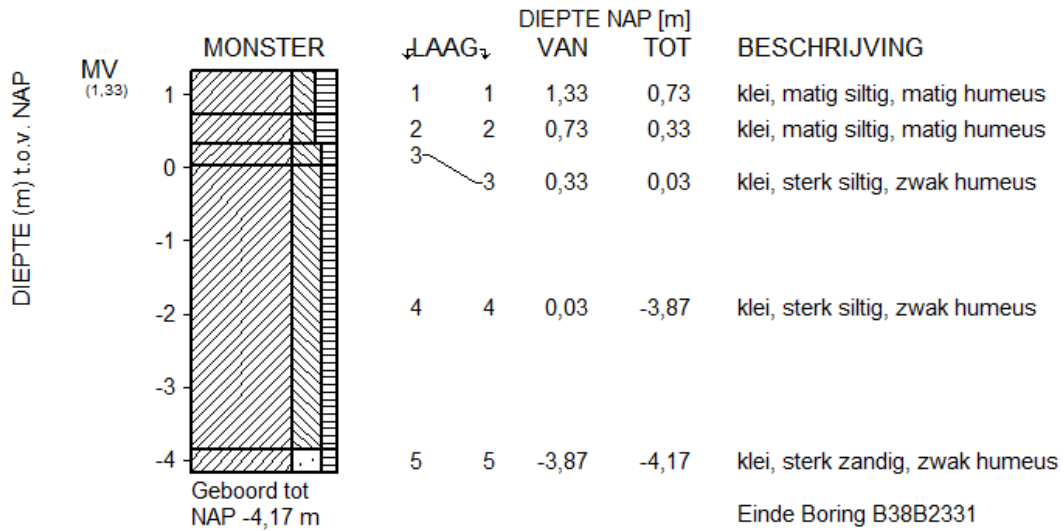 DIEPTE NAP [m]
MONSTER LAAG VAN TOT BESCHRIJVING
MV
(1,33)
DIEPTE (m) t.o.v. NAP
1 1 1 1,33 0,73 klei, matig siltig, matig humeus
2 2 0,73 0,33 klei, matig siltig, matig humeus
3
0 3 0,33 0,03 klei, sterk siltig, zwak humeus
-1
-2 4 4 0,03 -3,87 klei, sterk siltig, zwak humeus
-3
-4 5 5 -3,87 -4,17 klei, sterk zandig, zwak humeus
Geboord tot
NAP -4,17 m
Einde Boring B38B2331